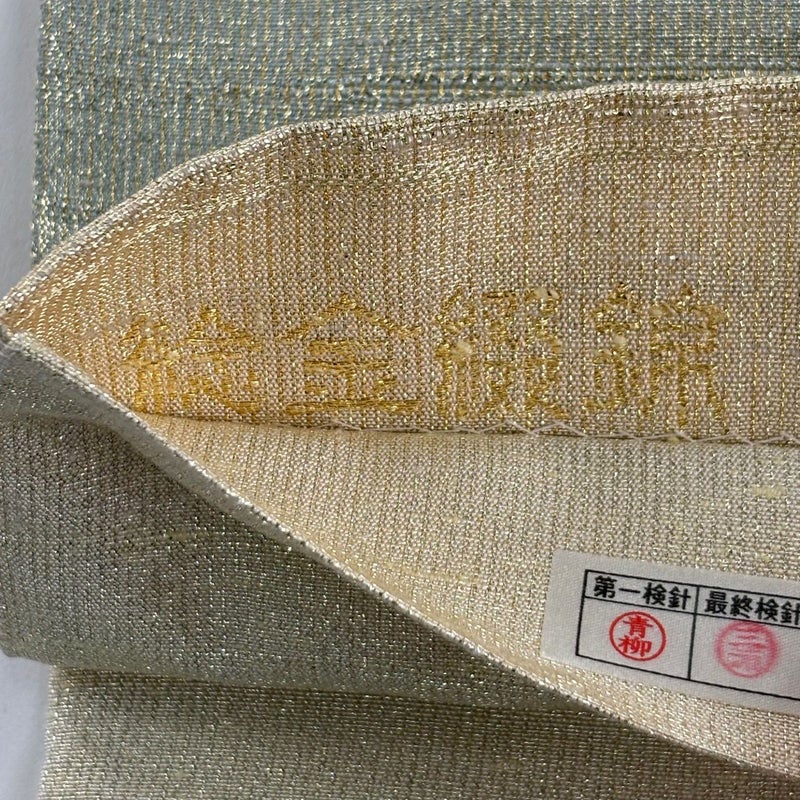 総金綴錦
第一検針 最終検針
青柳